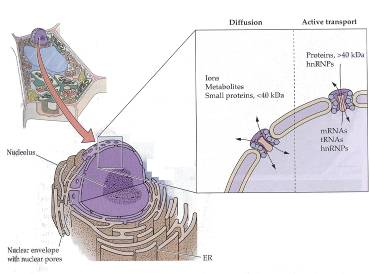 Diffusion
Active transport
Proteins, >40 kDa
hnRNPs
Ions
Metabolites
Small proteins, <40 kDa
mRNAs
tRNAs
hnRNPs
Nucleolus
Nuclear envelope
with nuclear pores
ER